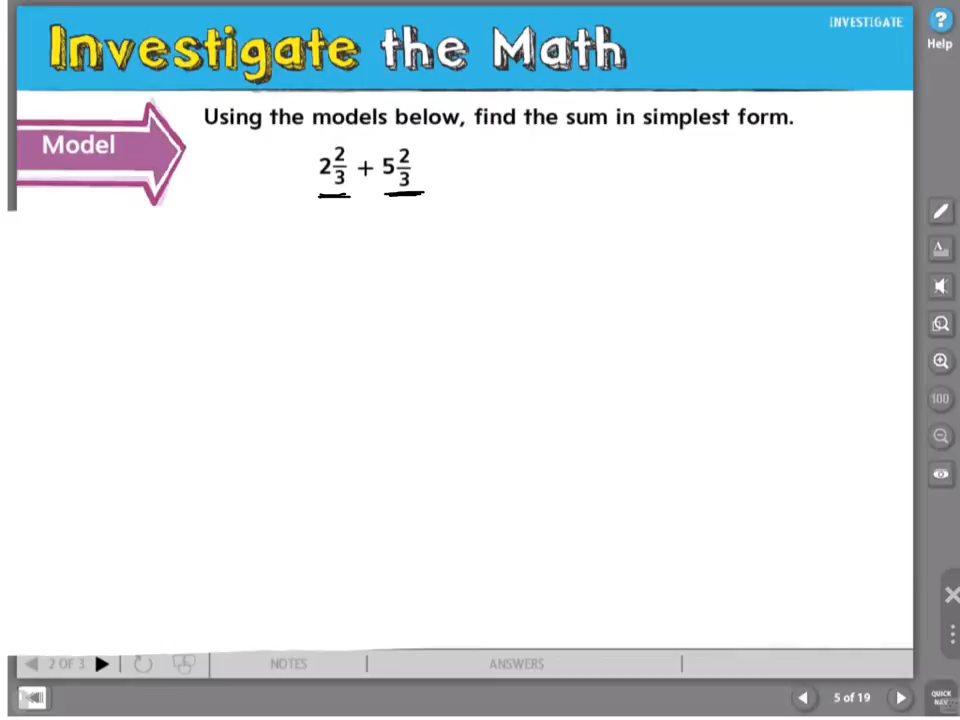 INVESTIGATE
Investigate the Math
Help
Model
Using the models below, find the sum in simplest form.
2 2/3 + 5 2/3
100
2 OF 3
NOTES
ANSWERS
5 of 19
QUICK
NAV